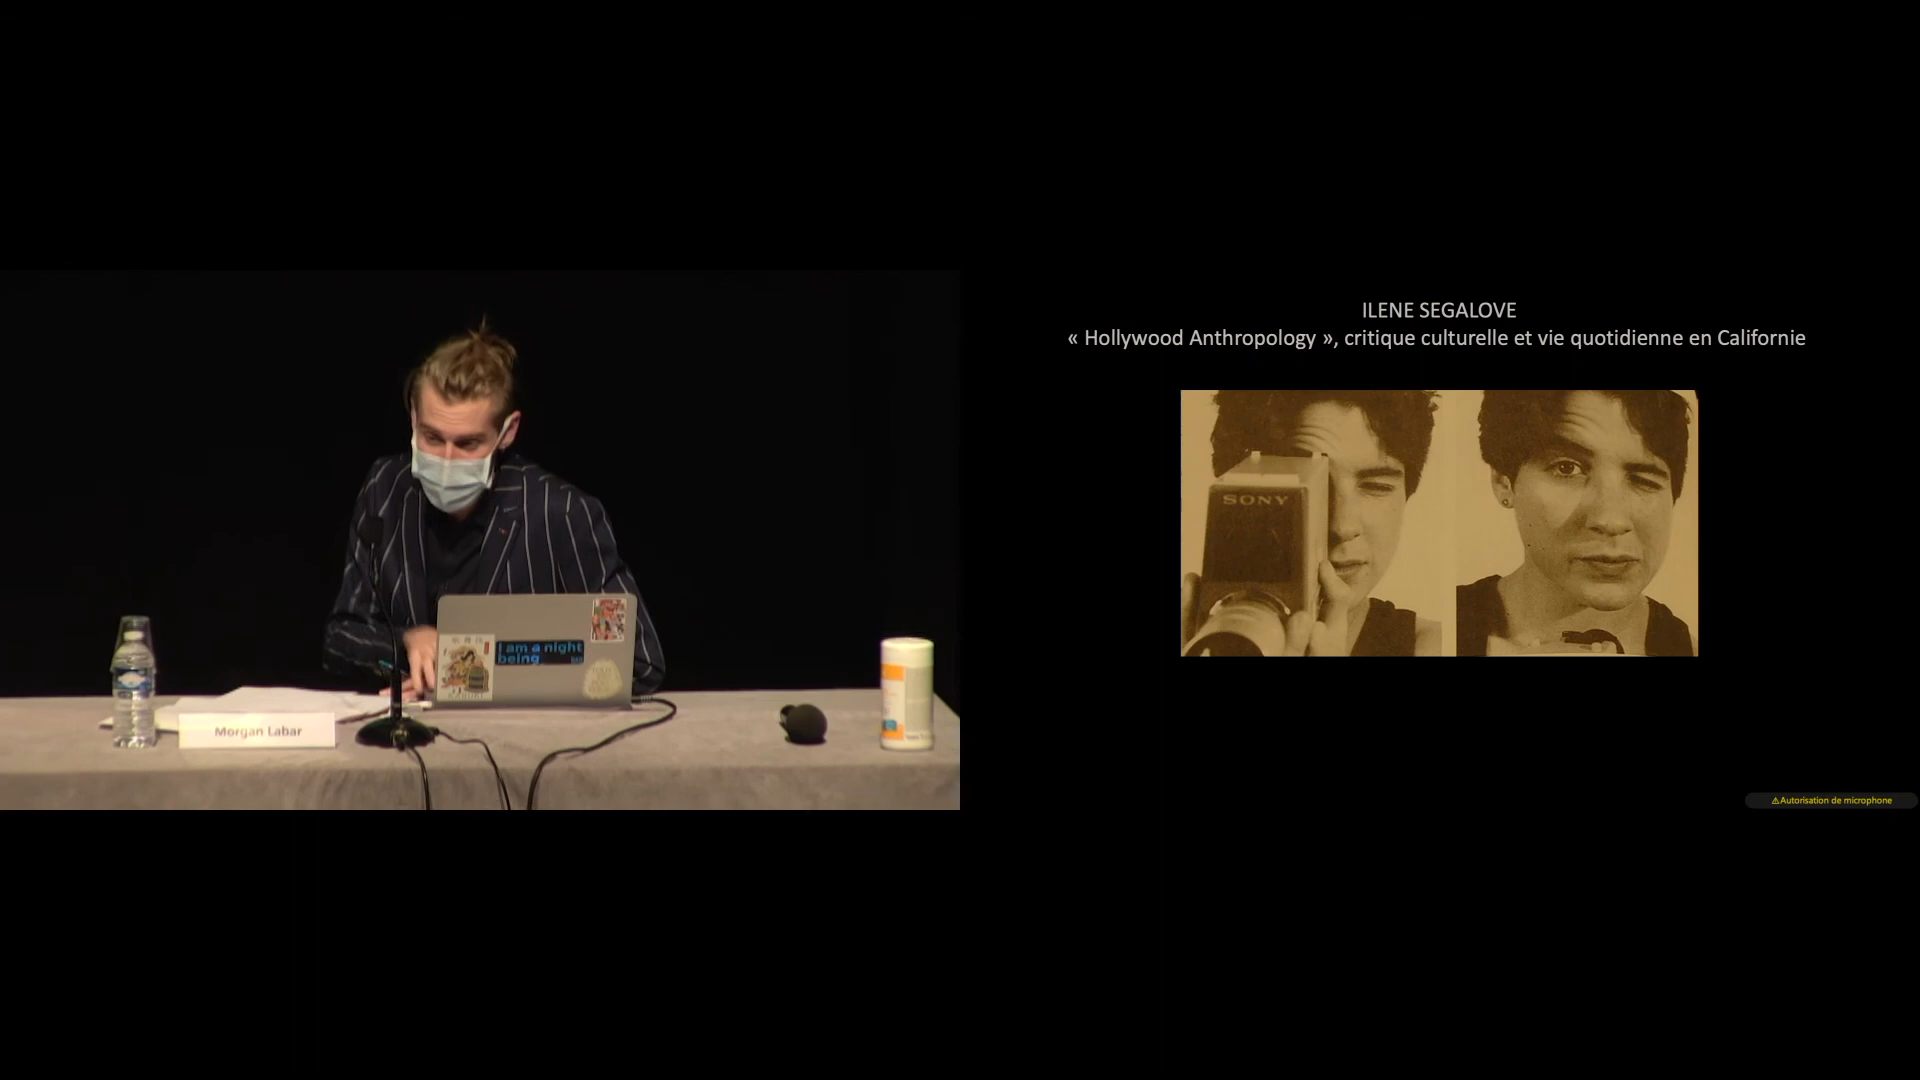 ILENE SEGALOVE
« Hollywood Anthropology », critique culturelle et vie quotidienne en Californie
SONY
I am a night
being
Morgan Labar
⚠Autorisation de microphone